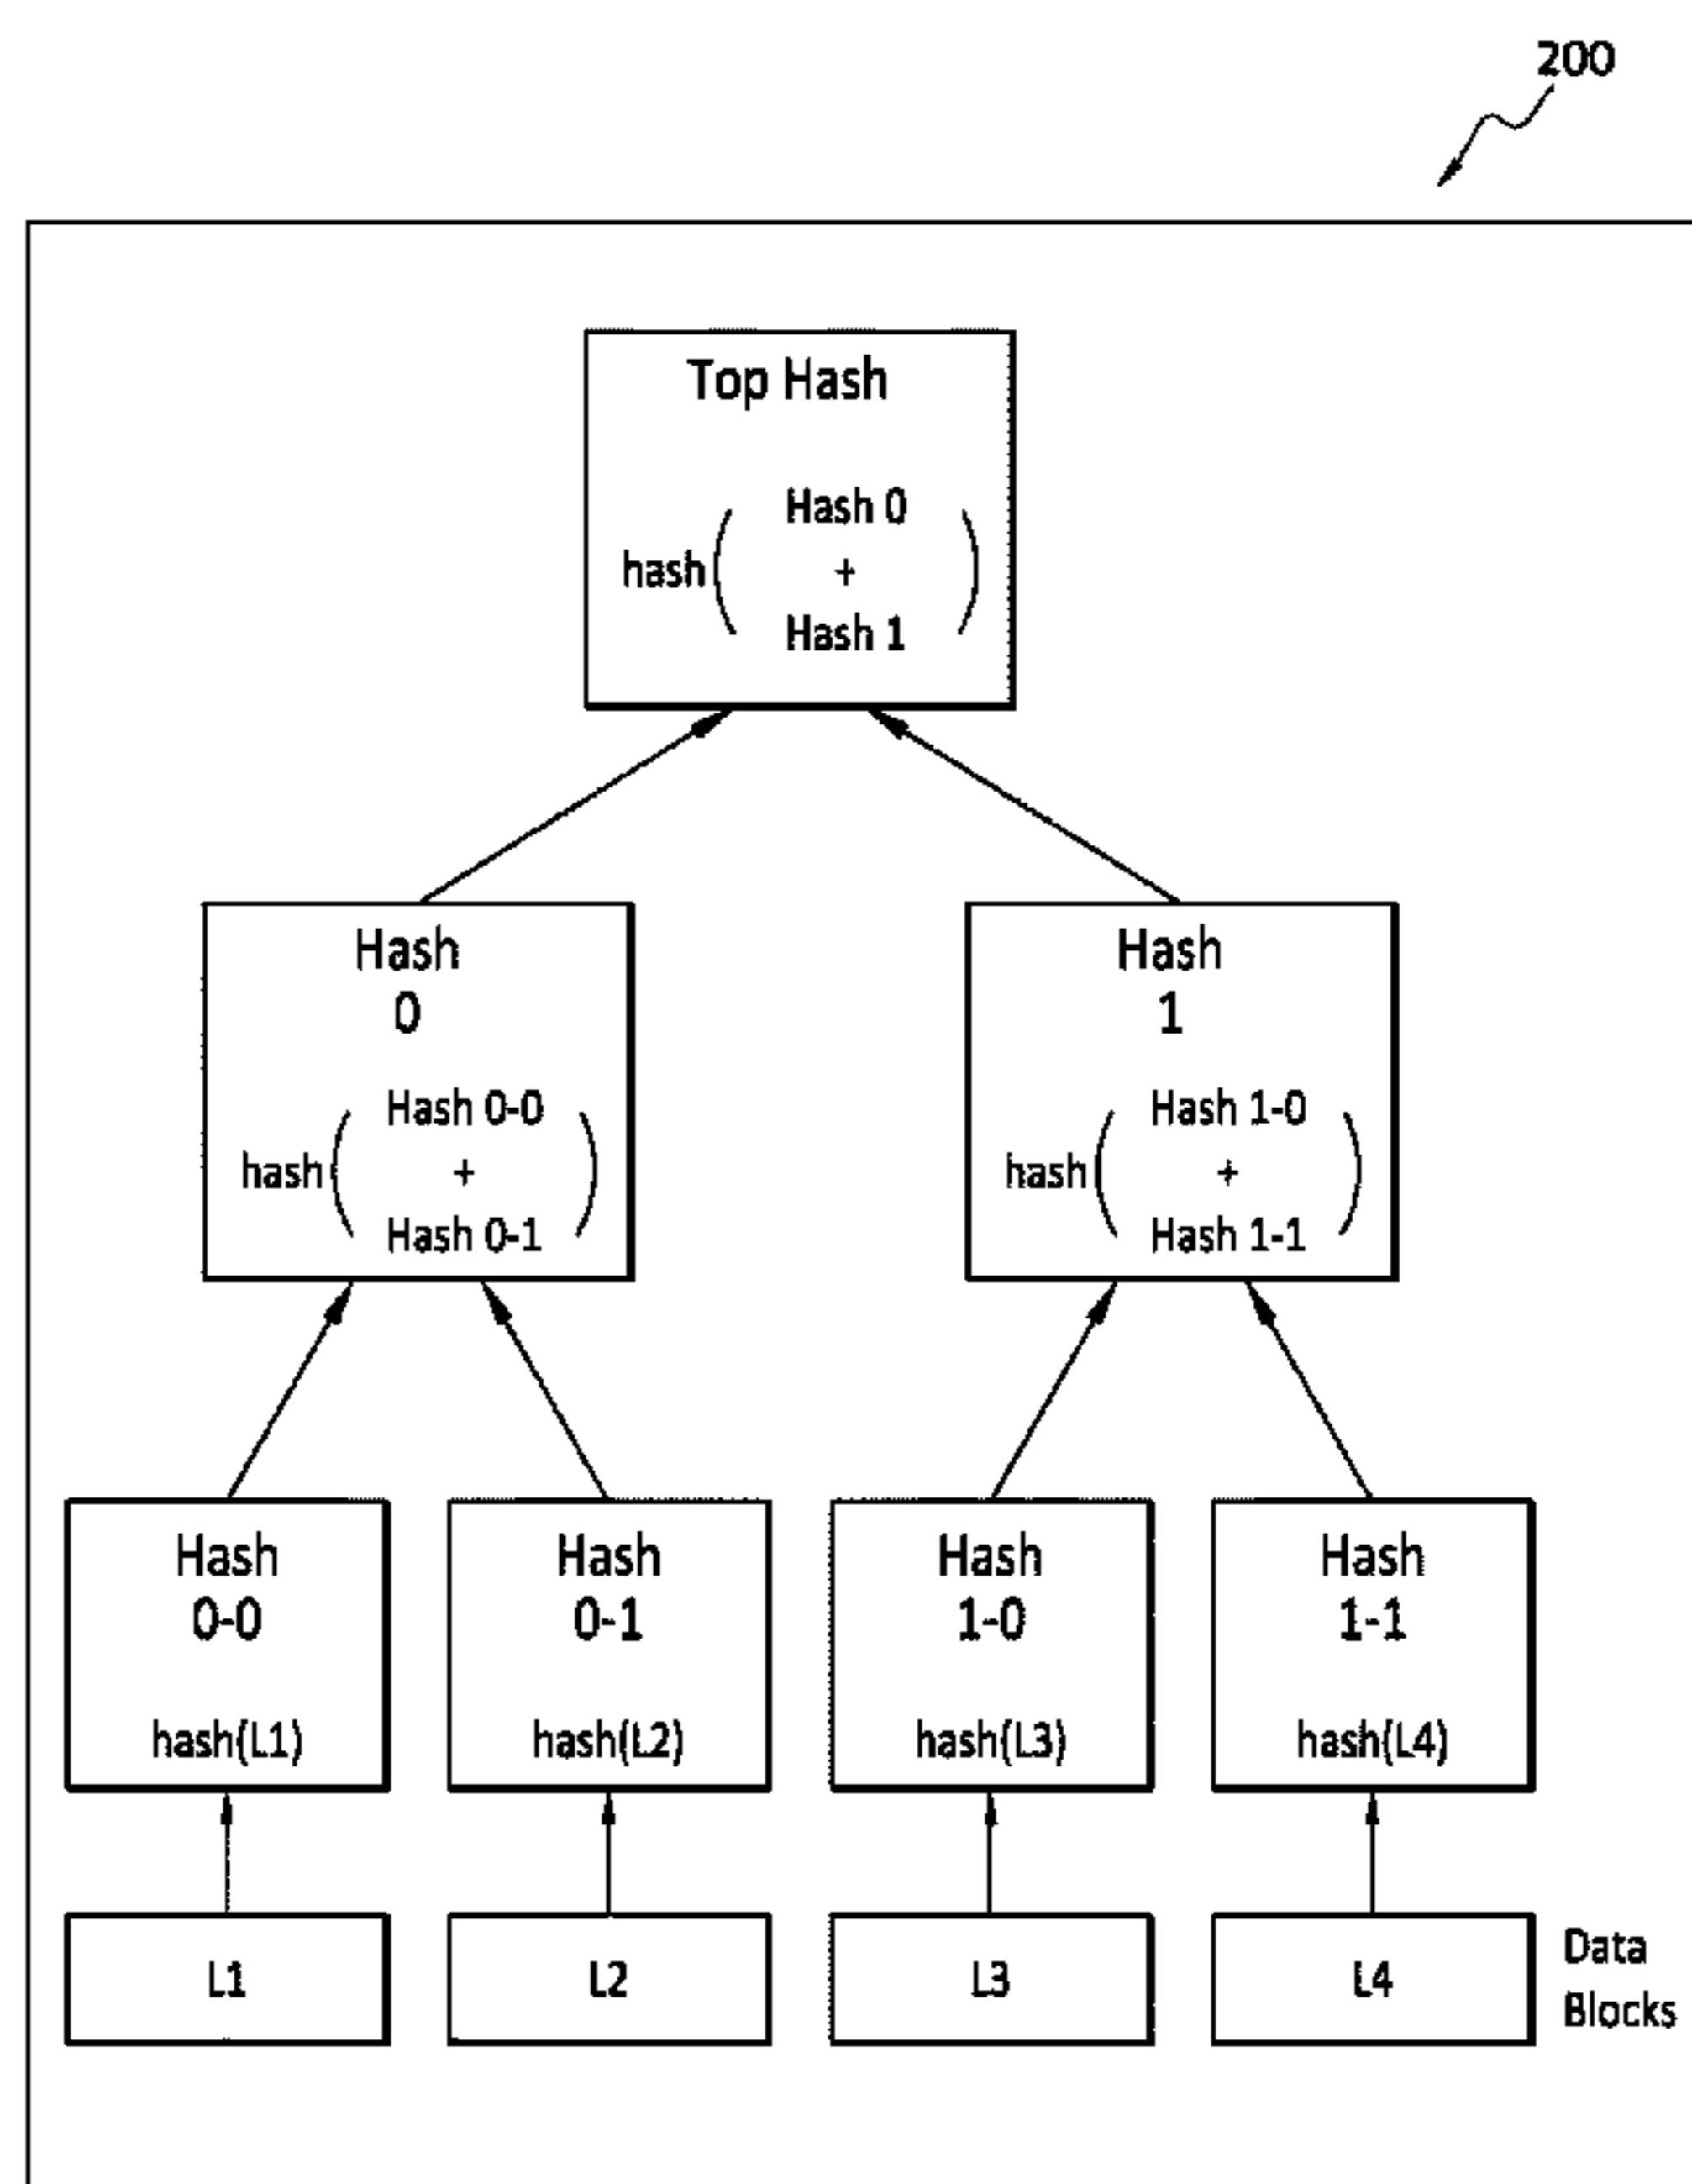 200
Top Hash
Hash 0
hash( + )
Hash 1
Hash
0
Hash 0-0
hash( + )
Hash 0-1
Hash
1
Hash 1-0
hash( + )
Hash 1-1
Hash
0-0
hash(L1)
Hash
0-1
hash(L2)
Hash
1-0
hash(L3)
Hash
1-1
hash(L4)
L1
L2
L3
L4
Data
Blocks